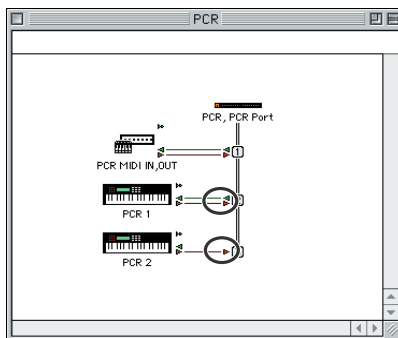 PCR
PCR, PCR Port
1
PCR MIDI IN,OUT
PCR 1
PCR 2